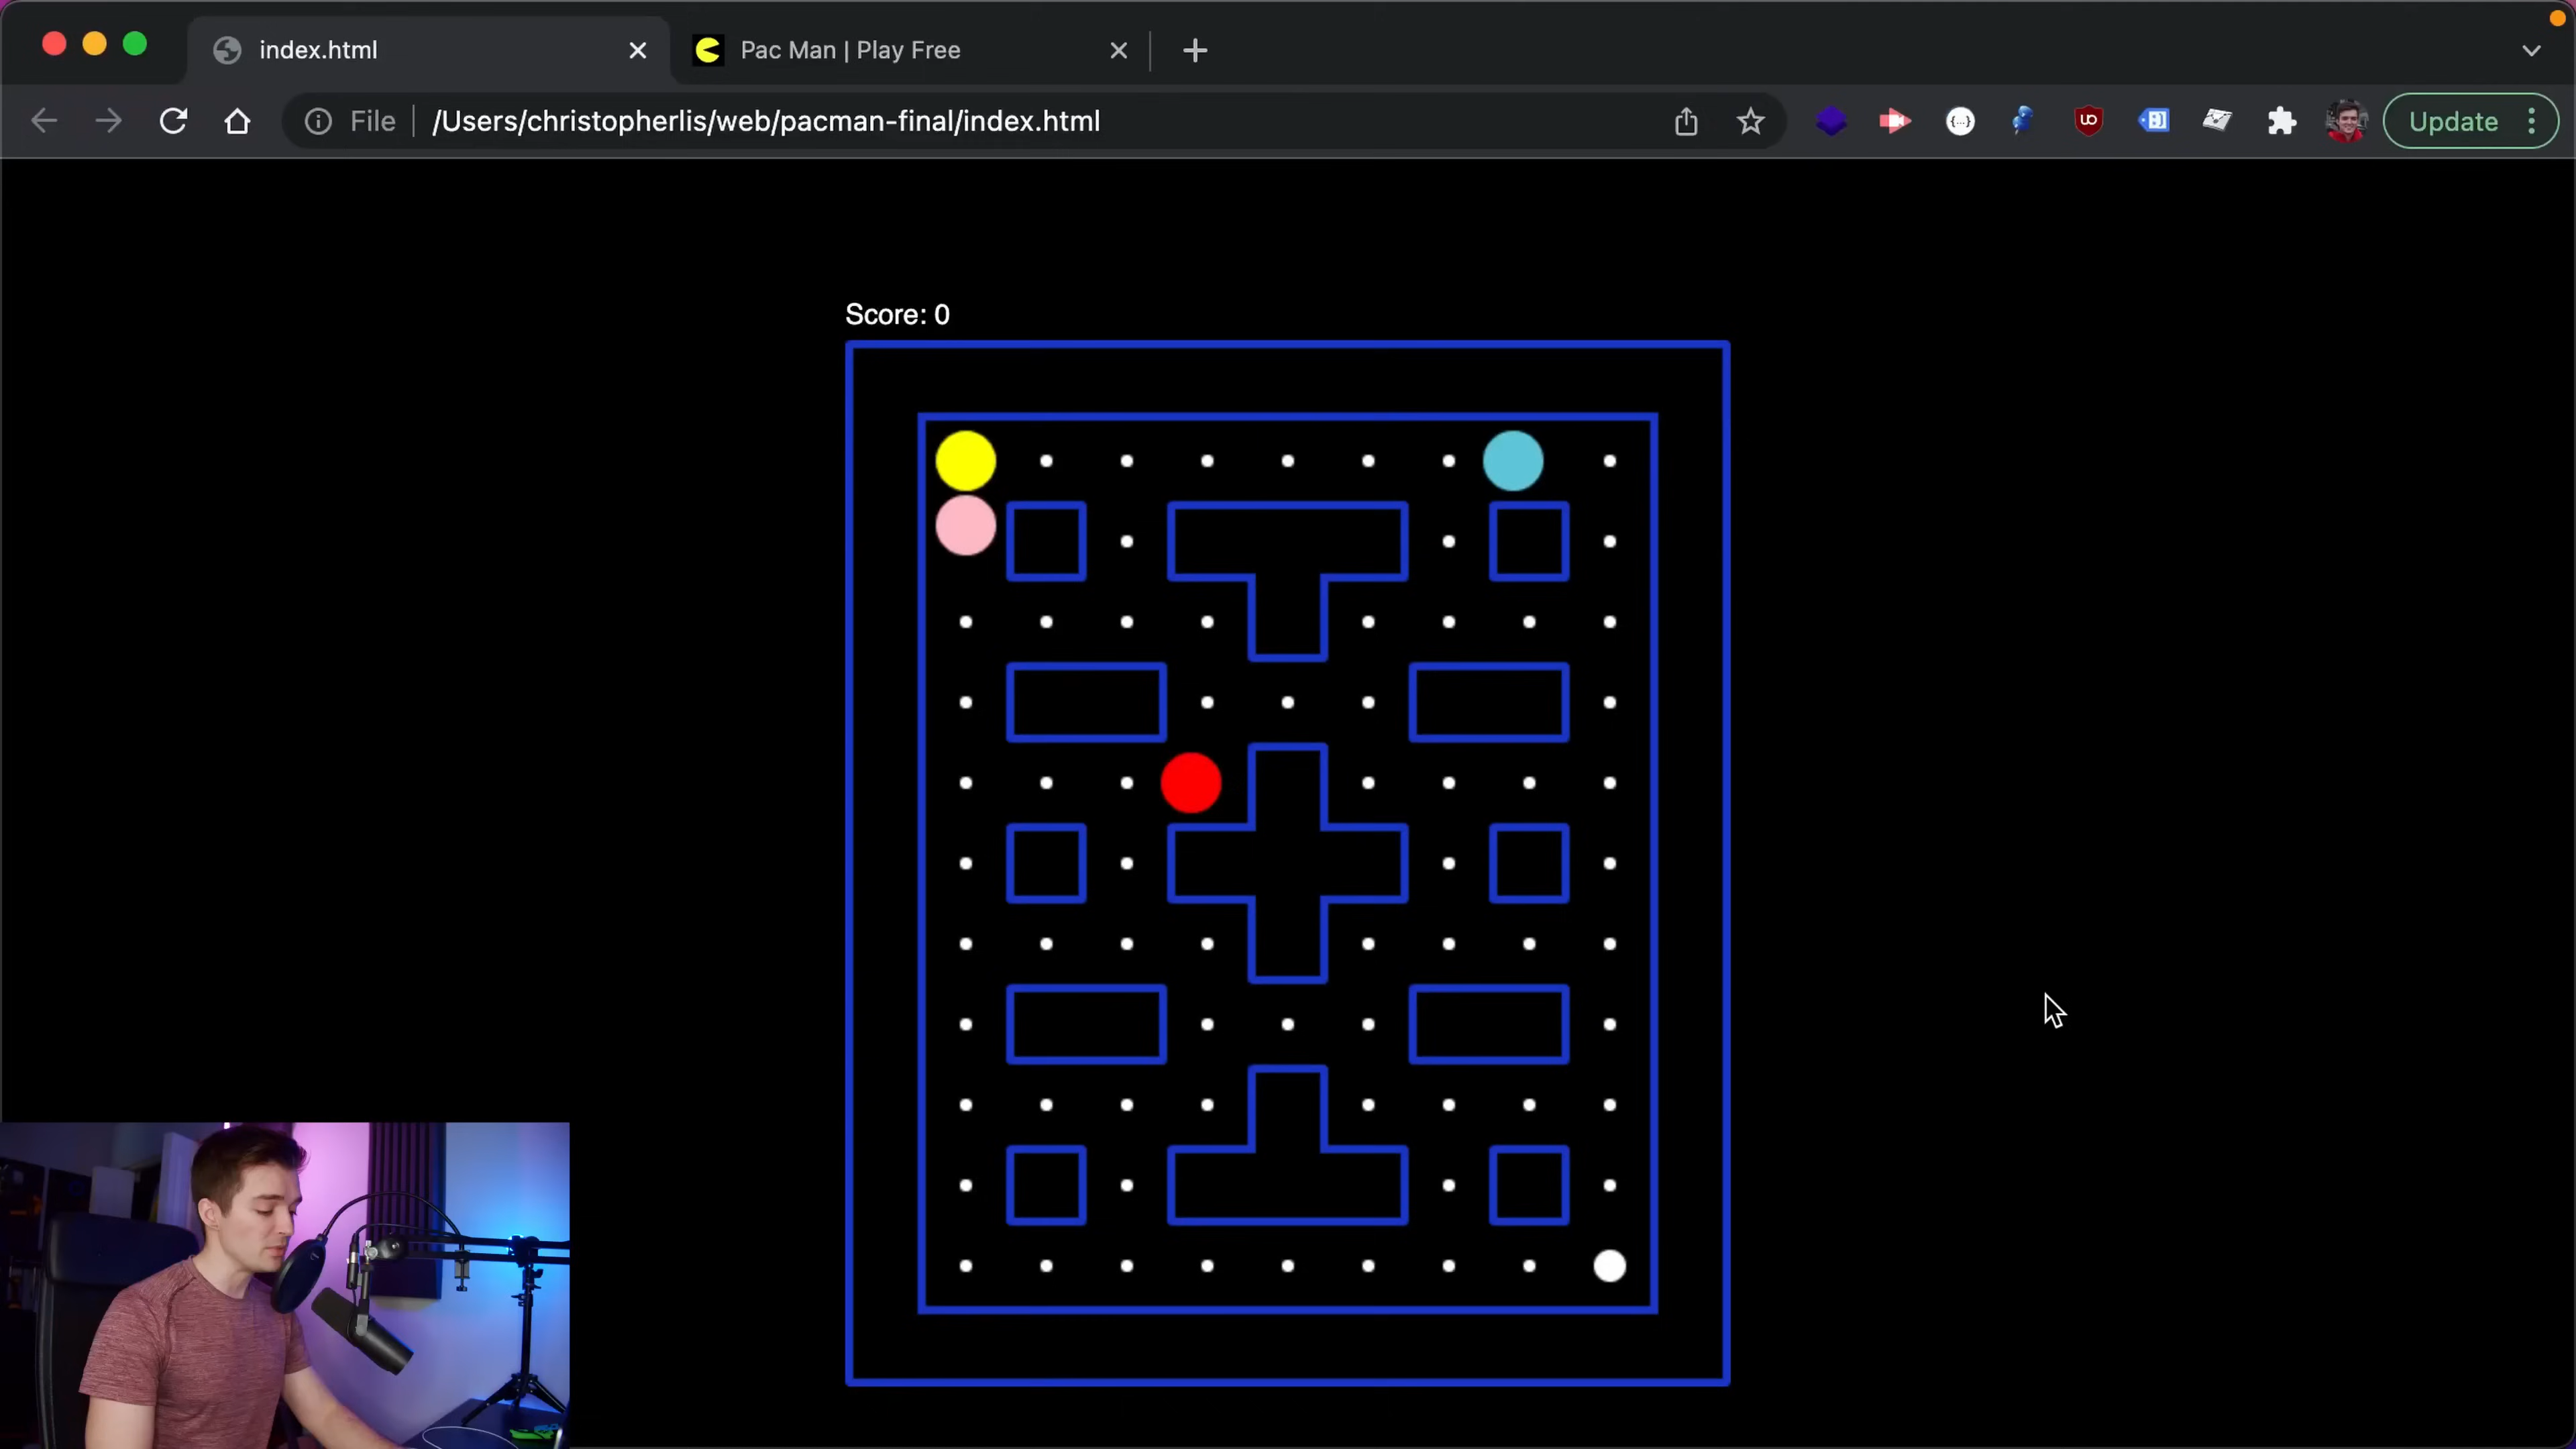 index.html
Pac Man | Play Free
File
/Users/christopherlis/web/pacman-final/index.html
Update
Score: 0